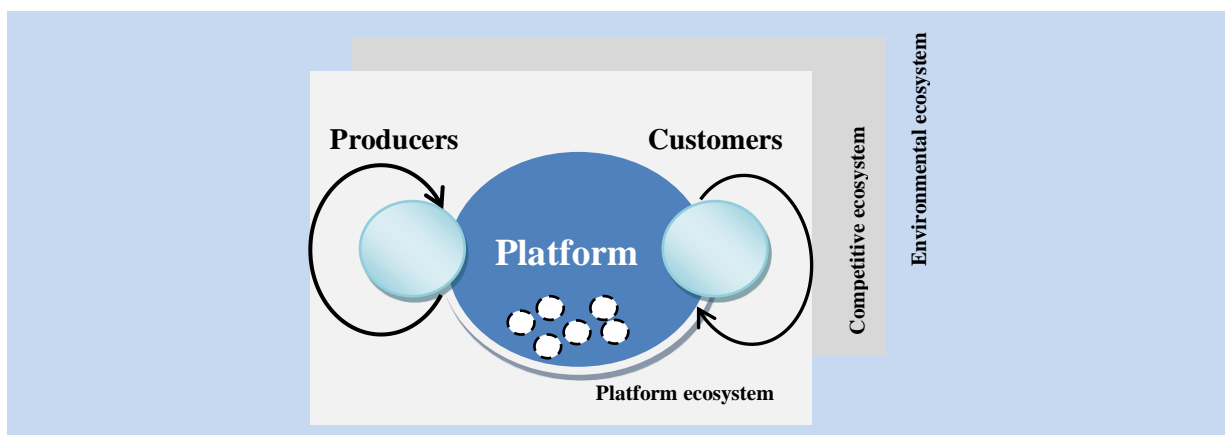 Producers
Customers
Platform
Platform ecosystem
Competitive ecosystem
Environmental ecosystem